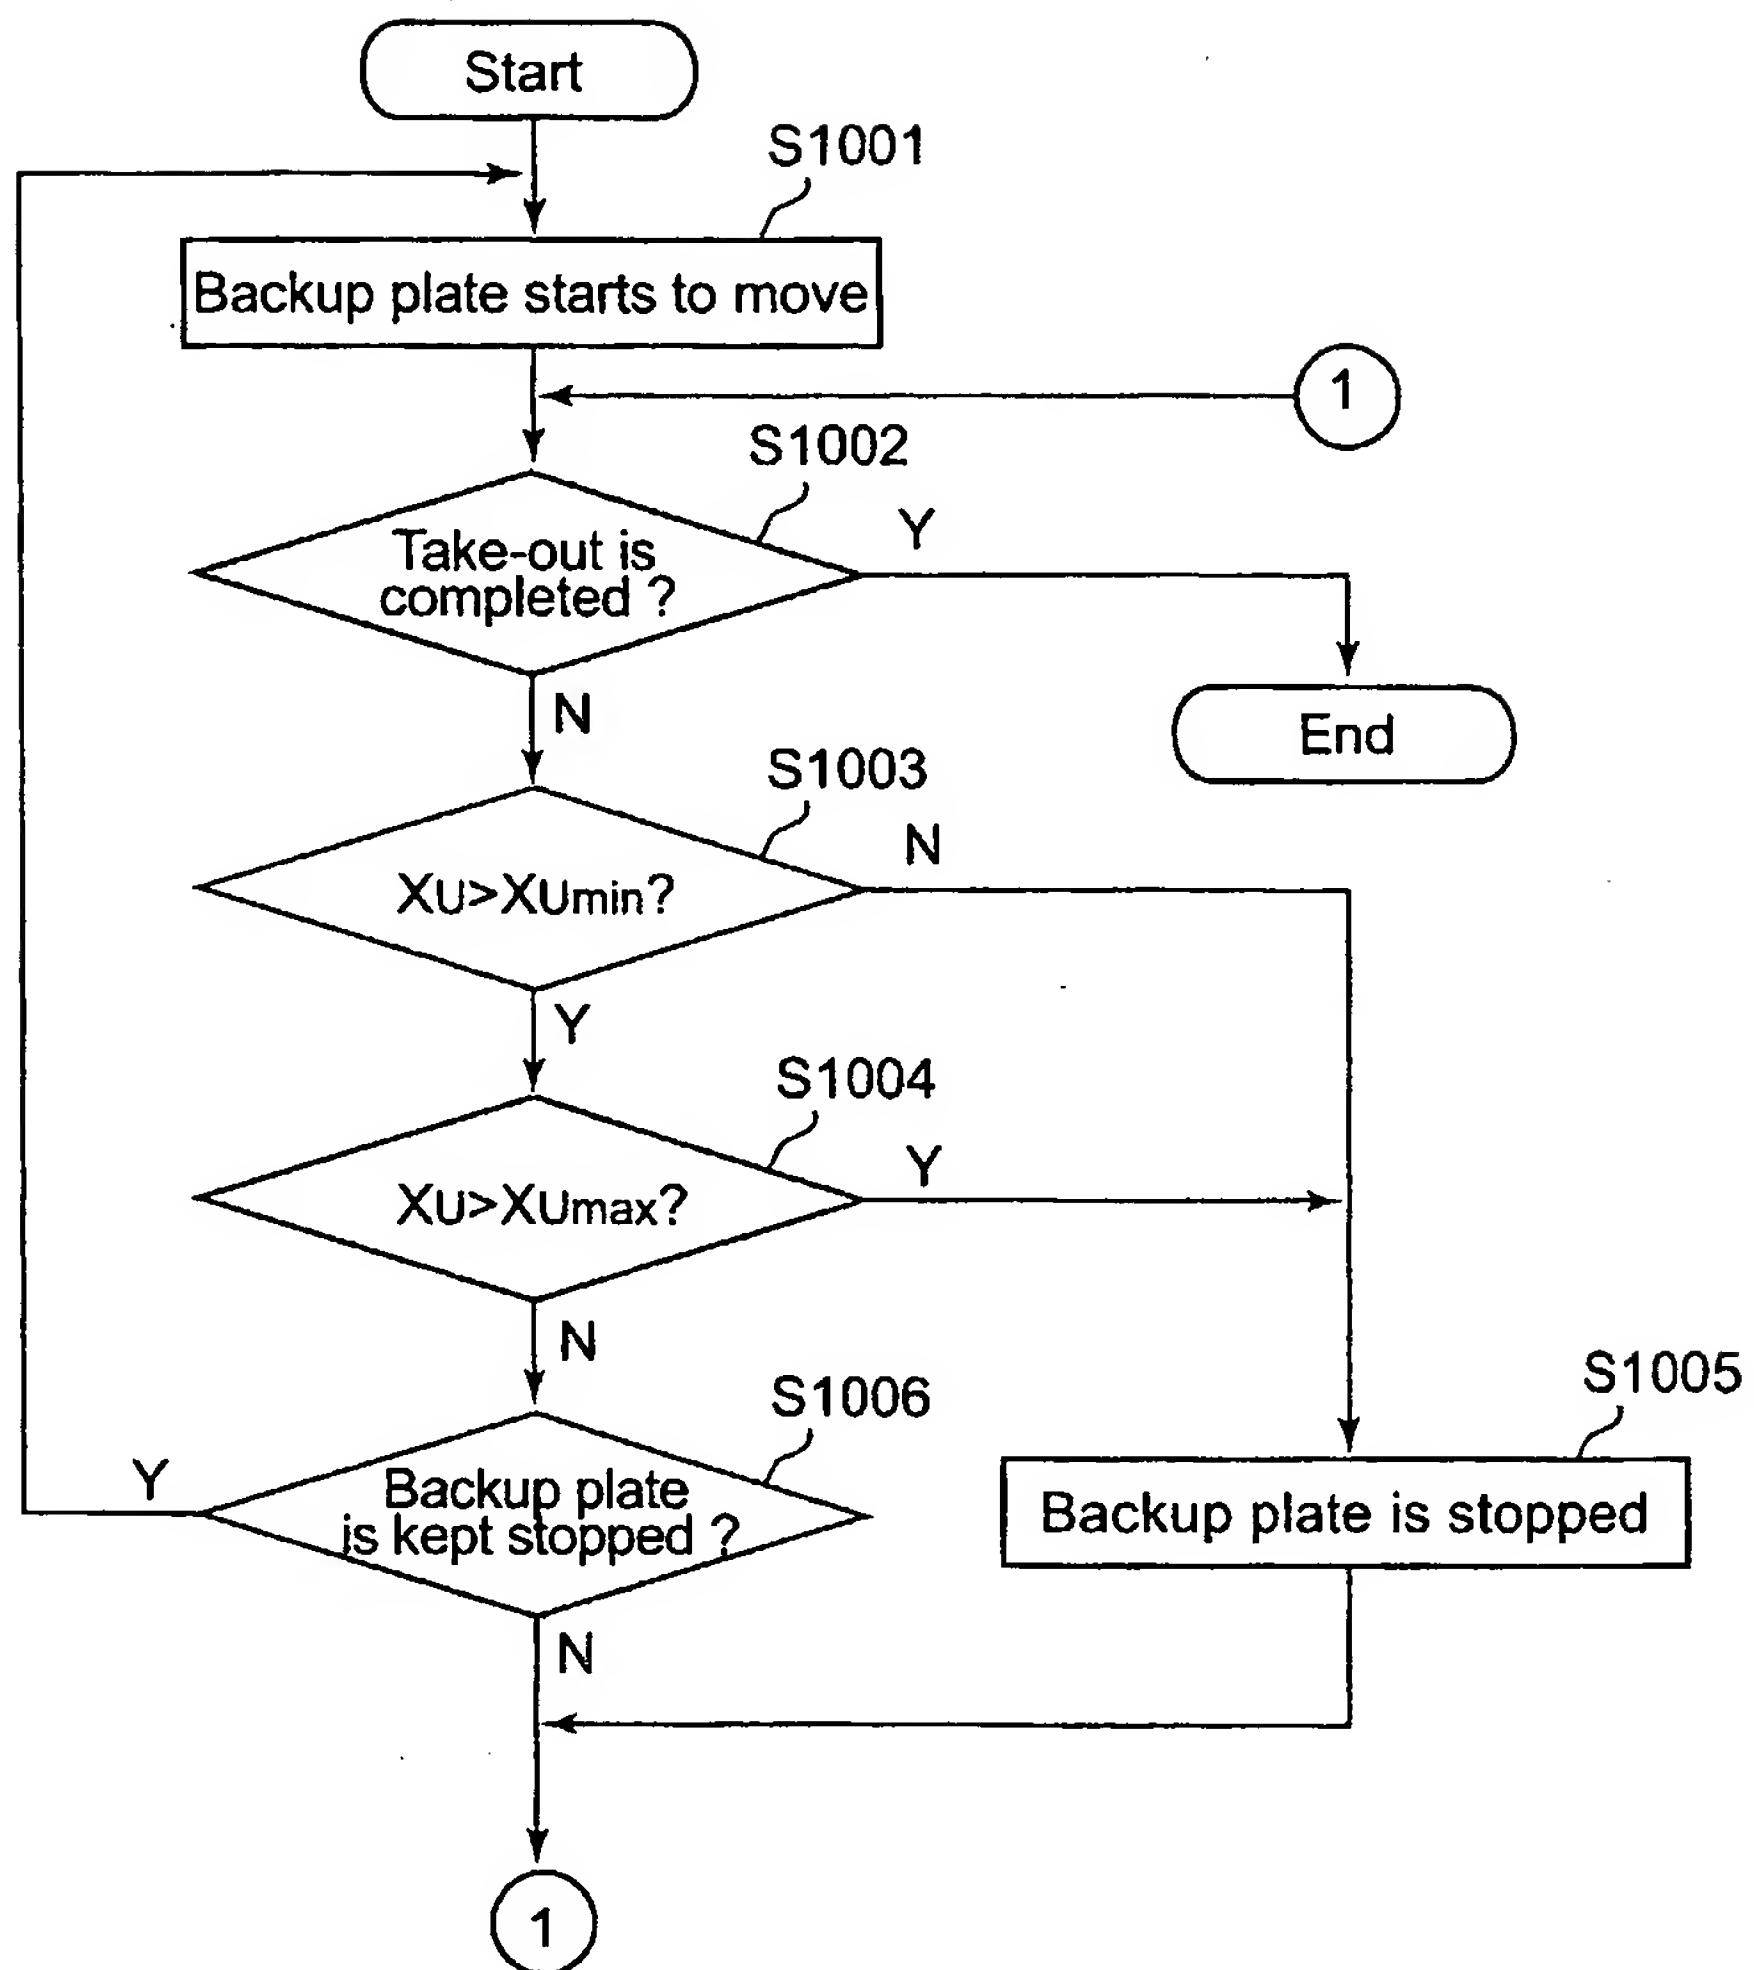 Start
S1001
Backup plate starts to move
1
S1002
Take-out is
completed ?
Y
N
End
S1003
XU>XUmin?
N
Y
S1004
XU>XUmax?
Y
N
S1005
S1006
Backup plate
is kept stopped ?
Y
Backup plate is stopped
N
1